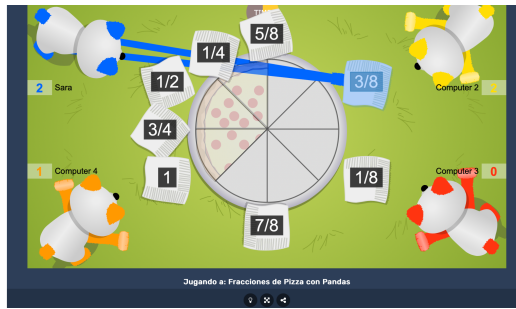 5/8
1/4
1/2
3/8
2 Sara
Computer 2 2
3/4
1 Computer 4
1
1/8
Computer 3 0
7/8
Jugando a: Fracciones de Pizza con Pandas